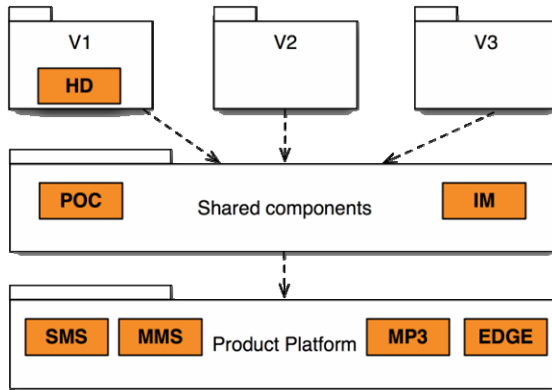 V1
V2
V3
HD
POC
Shared components
IM
SMS
MMS
Product Platform
MP3
EDGE